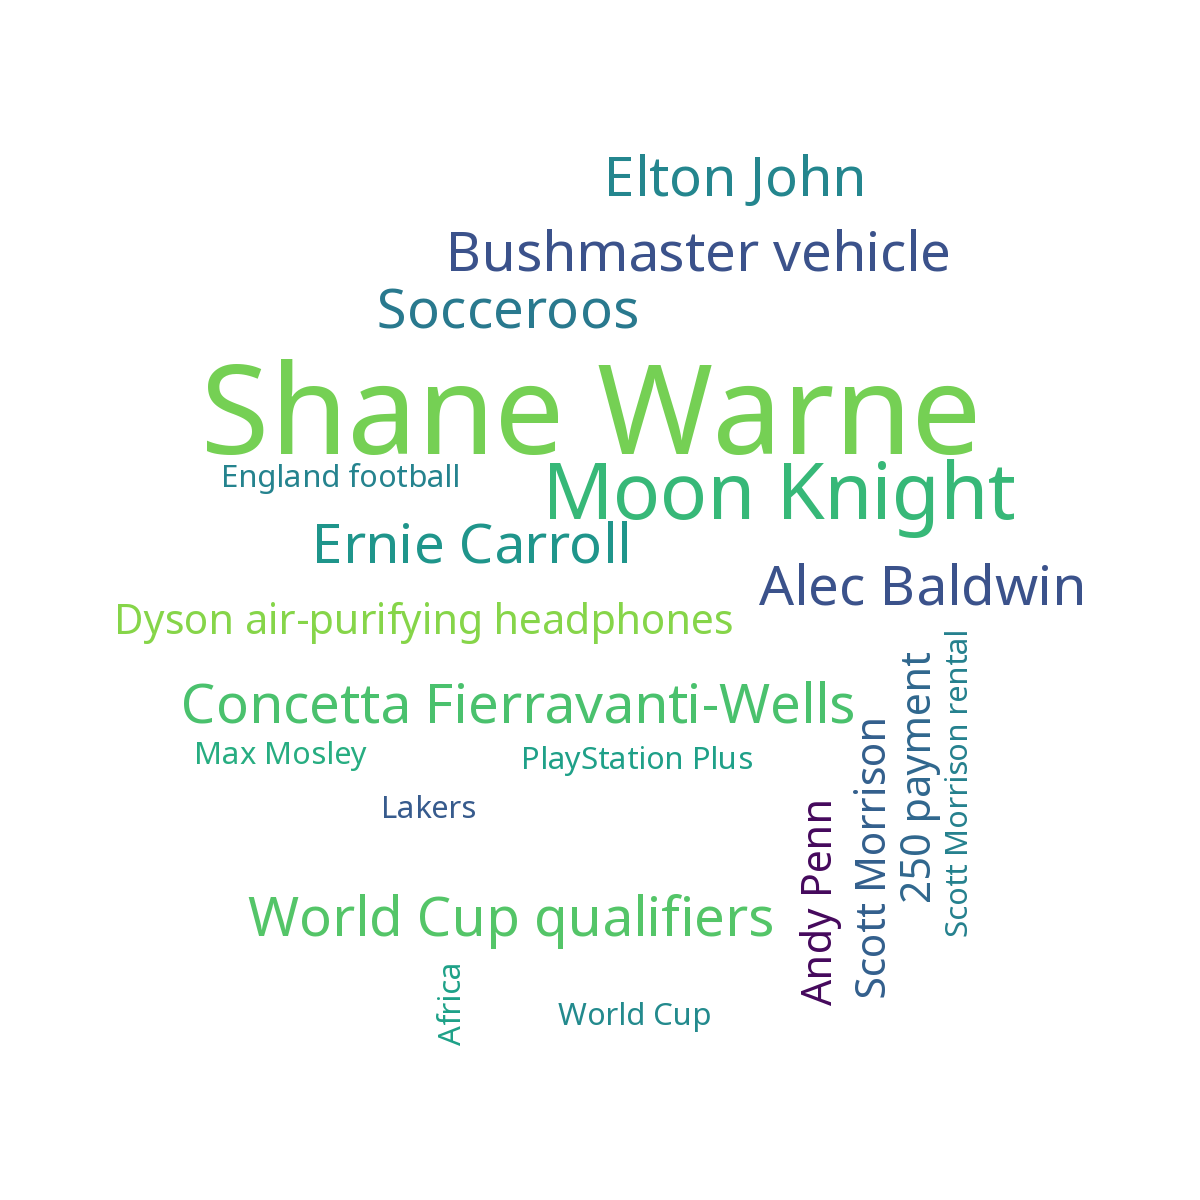 Elton John
Bushmaster vehicle
Socceroos
Shane Warne
England football
Moon Knight
Ernie Carroll
Alec Baldwin
Dyson air-purifying headphones
Concetta Fierravanti-Wells
Max Mosley
PlayStation Plus
Lakers
World Cup qualifiers
Andy Penn
Scott Morrison
250 payment
Scott Morrison rental
Africa
World Cup